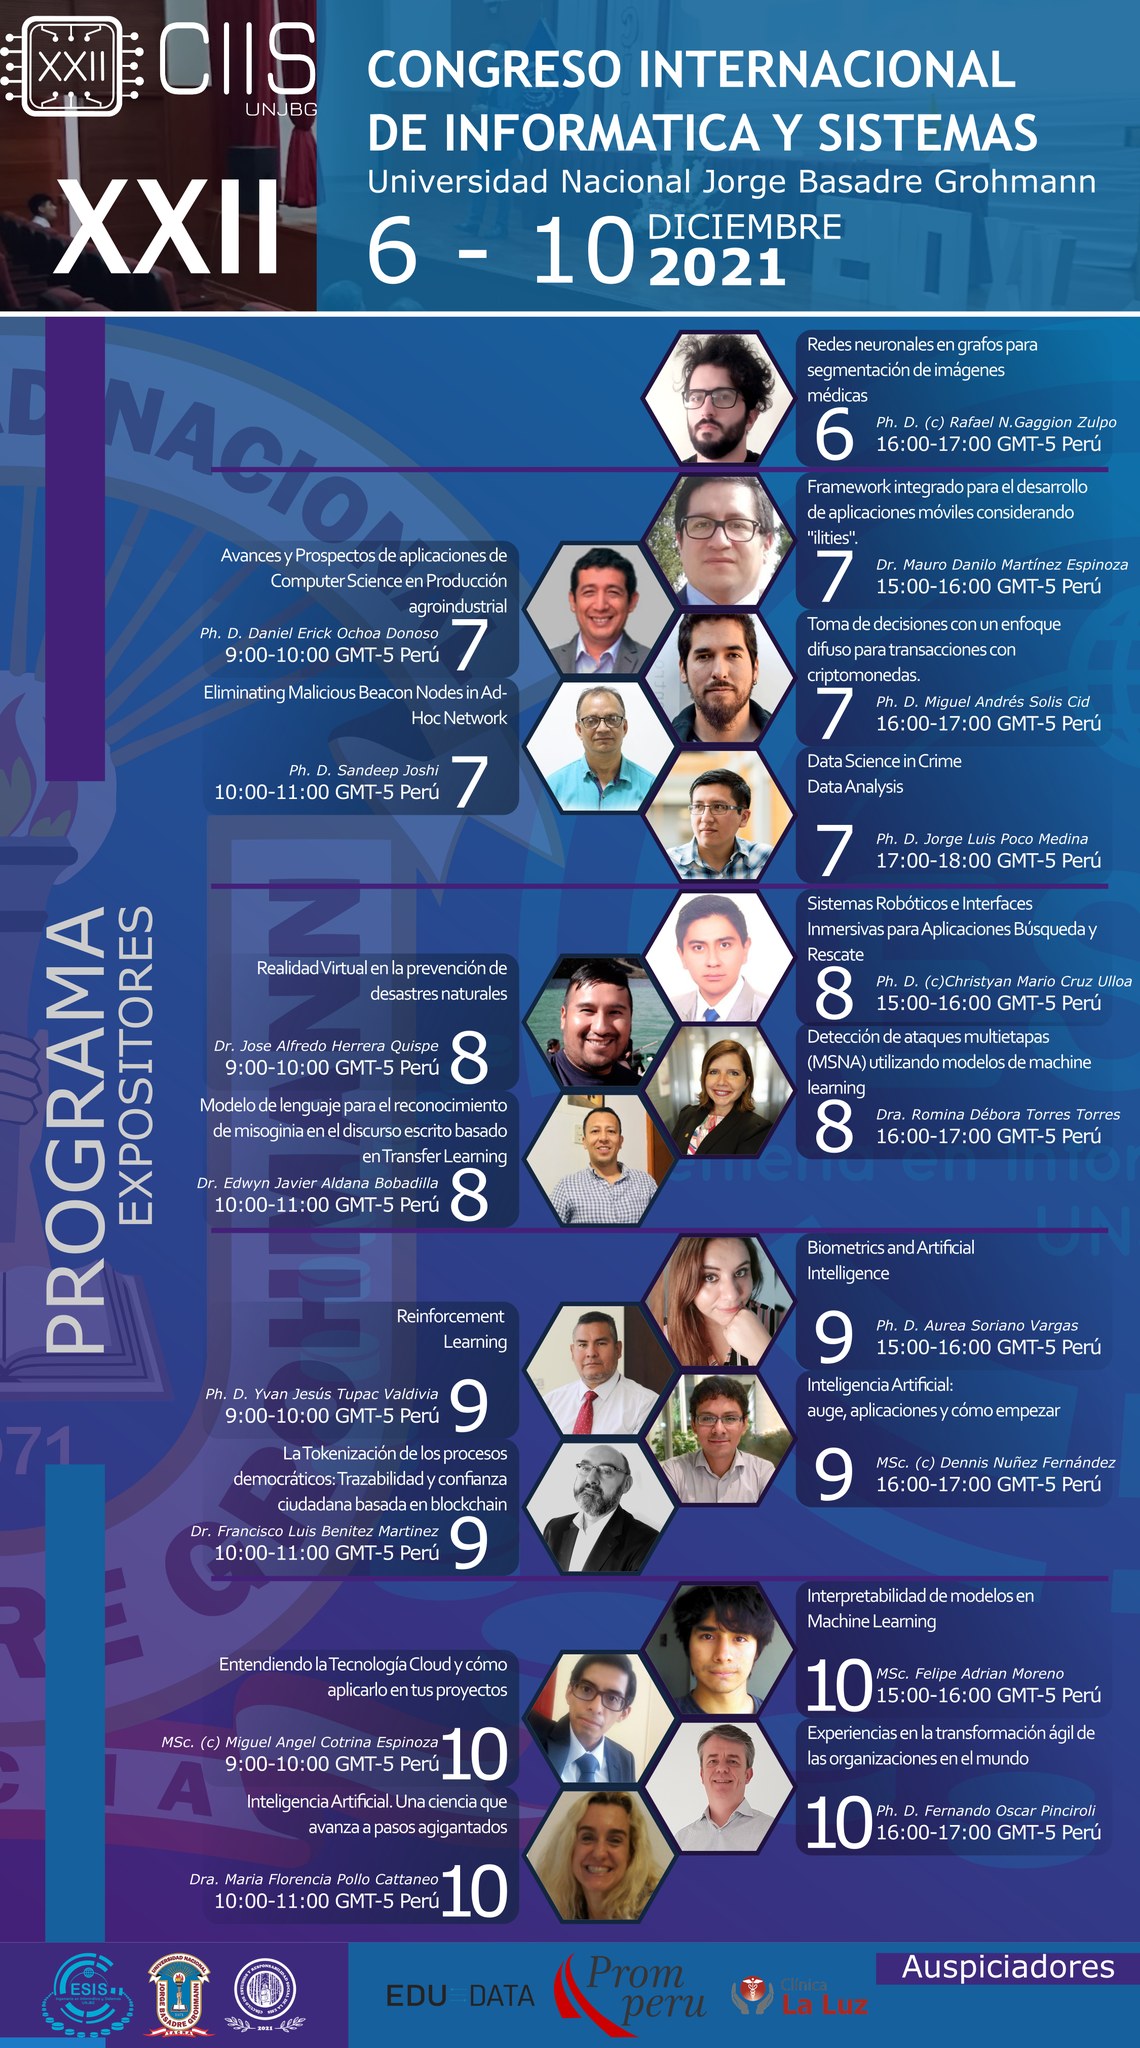 XXII
CIIS
UNJBG
XXII
CONGRESO INTERNACIONAL
DE INFORMATICA Y SISTEMAS
Universidad Nacional Jorge Basadre Grohmann
6 - 10 DICIEMBRE
2021
PROGRAMA
EXPOSITORES
Redes neuronales en grafos para
segmentación de imágenes
médicas
6
Ph. D. (c) Rafael N.Gaggion Zulpo
16:00-17:00 GMT-5 Perú
Avances y Prospectos de aplicaciones de
Computer Science en Producción
agroindustrial
Ph. D. Daniel Erick Ochoa Donoso
9:00-10:00 GMT-5 Perú
7
Eliminating Malicious Beacon Nodes in Ad-
Hoc Network
Ph. D. Sandeep Joshi
10:00-11:00 GMT-5 Perú
7
Framework integrado para el desarrollo
de aplicaciones móviles considerando
"ilities".
7
Dr. Mauro Danilo Martínez Espinoza
15:00-16:00 GMT-5 Perú
Toma de decisiones con un enfoque
difuso para transacciones con
criptomonedas.
7
Ph. D. Miguel Andrés Solis Cid
16:00-17:00 GMT-5 Perú
Data Science in Crime
Data Analysis
7
Ph. D. Jorge Luis Poco Medina
17:00-18:00 GMT-5 Perú
Realidad Virtual en la prevención de
desastres naturales
Dr. Jose Alfredo Herrera Quispe
9:00-10:00 GMT-5 Perú
8
Modelo de lenguaje para el reconocimiento
de misoginia en el discurso escrito basado
en Transfer Learning
Dr. Edwyn Javier Aldana Bobadilla
10:00-11:00 GMT-5 Perú
8
Sistemas Robóticos e Interfaces
Inmersivas para Aplicaciones Búsqueda y
Rescate
8
Ph. D. (c)Christyan Mario Cruz Ulloa
15:00-16:00 GMT-5 Perú
Detección de ataques multietapas
(MSNA) utilizando modelos de machine
learning
8
Dra. Romina Débora Torres Torres
16:00-17:00 GMT-5 Perú
Reinforcement
Learning
Ph. D. Yvan Jesús Tupac Valdivia
9:00-10:00 GMT-5 Perú
9
La Tokenización de los procesos
democráticos: Trazabilidad y confianza
ciudadana basada en blockchain
Dr. Francisco Luis Benitez Martinez
10:00-11:00 GMT-5 Perú
9
Biometrics and Artificial
Intelligence
9
Ph. D. Aurea Soriano Vargas
15:00-16:00 GMT-5 Perú
Inteligencia Artificial:
auge, aplicaciones y cómo empezar
9
MSc. (c) Dennis Nuñez Fernández
16:00-17:00 GMT-5 Perú
Entendiendo la Tecnología Cloud y cómo
aplicarlo en tus proyectos
MSc. (c) Miguel Angel Cotrina Espinoza
9:00-10:00 GMT-5 Perú
10
Inteligencia Artificial. Una ciencia que
avanza a pasos agigantados
Dra. Maria Florencia Pollo Cattaneo
10:00-11:00 GMT-5 Perú
10
Interpretabilidad de modelos en
Machine Learning
10
MSc. Felipe Adrian Moreno
15:00-16:00 GMT-5 Perú
Experiencias en la transformación ágil de
las organizaciones en el mundo
10
Ph. D. Fernando Oscar Pinciroli
16:00-17:00 GMT-5 Perú
Auspiciadores
ESIS
UNIVERSIDAD NACIONAL
JORGE BASADRE GROHMANN
TACNA
2021
EDU DATA
Prom
peru
Clínica
La Luz